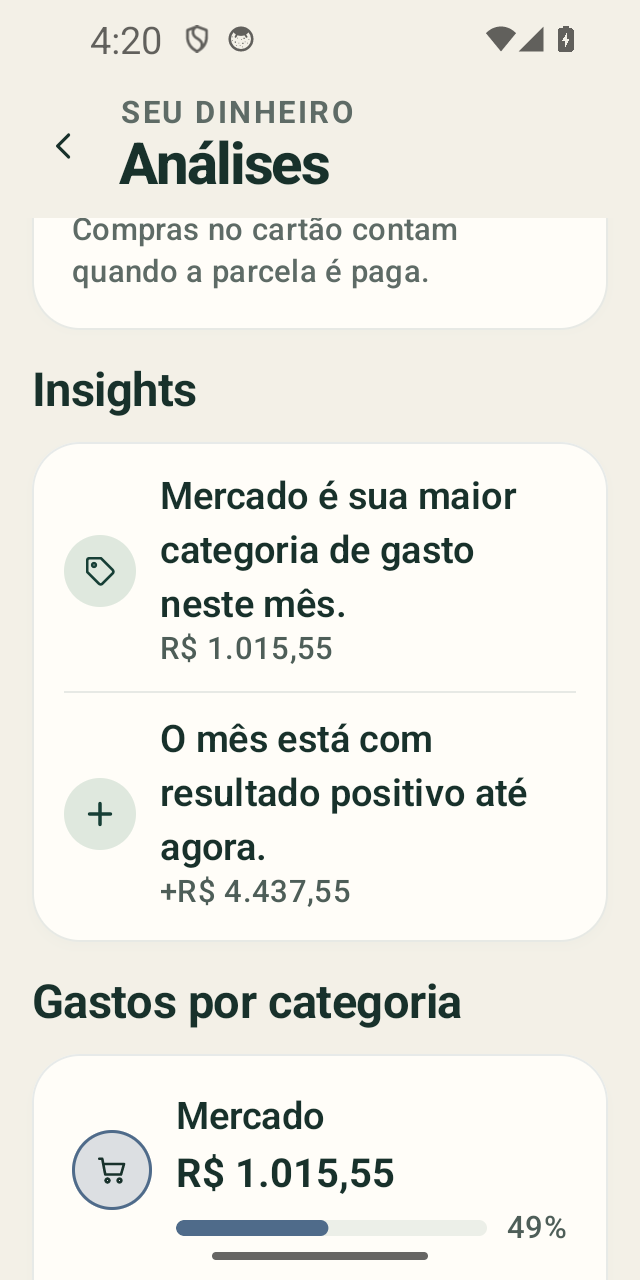 4:20
SEU DINHEIRO
Análises
Compras no cartão contam
quando a parcela é paga.
Insights
Mercado é sua maior
categoria de gasto
neste mês.
R$ 1.015,55
O mês está com
resultado positivo até
agora.
+R$ 4.437,55
Gastos por categoria
Mercado
R$ 1.015,55
49%